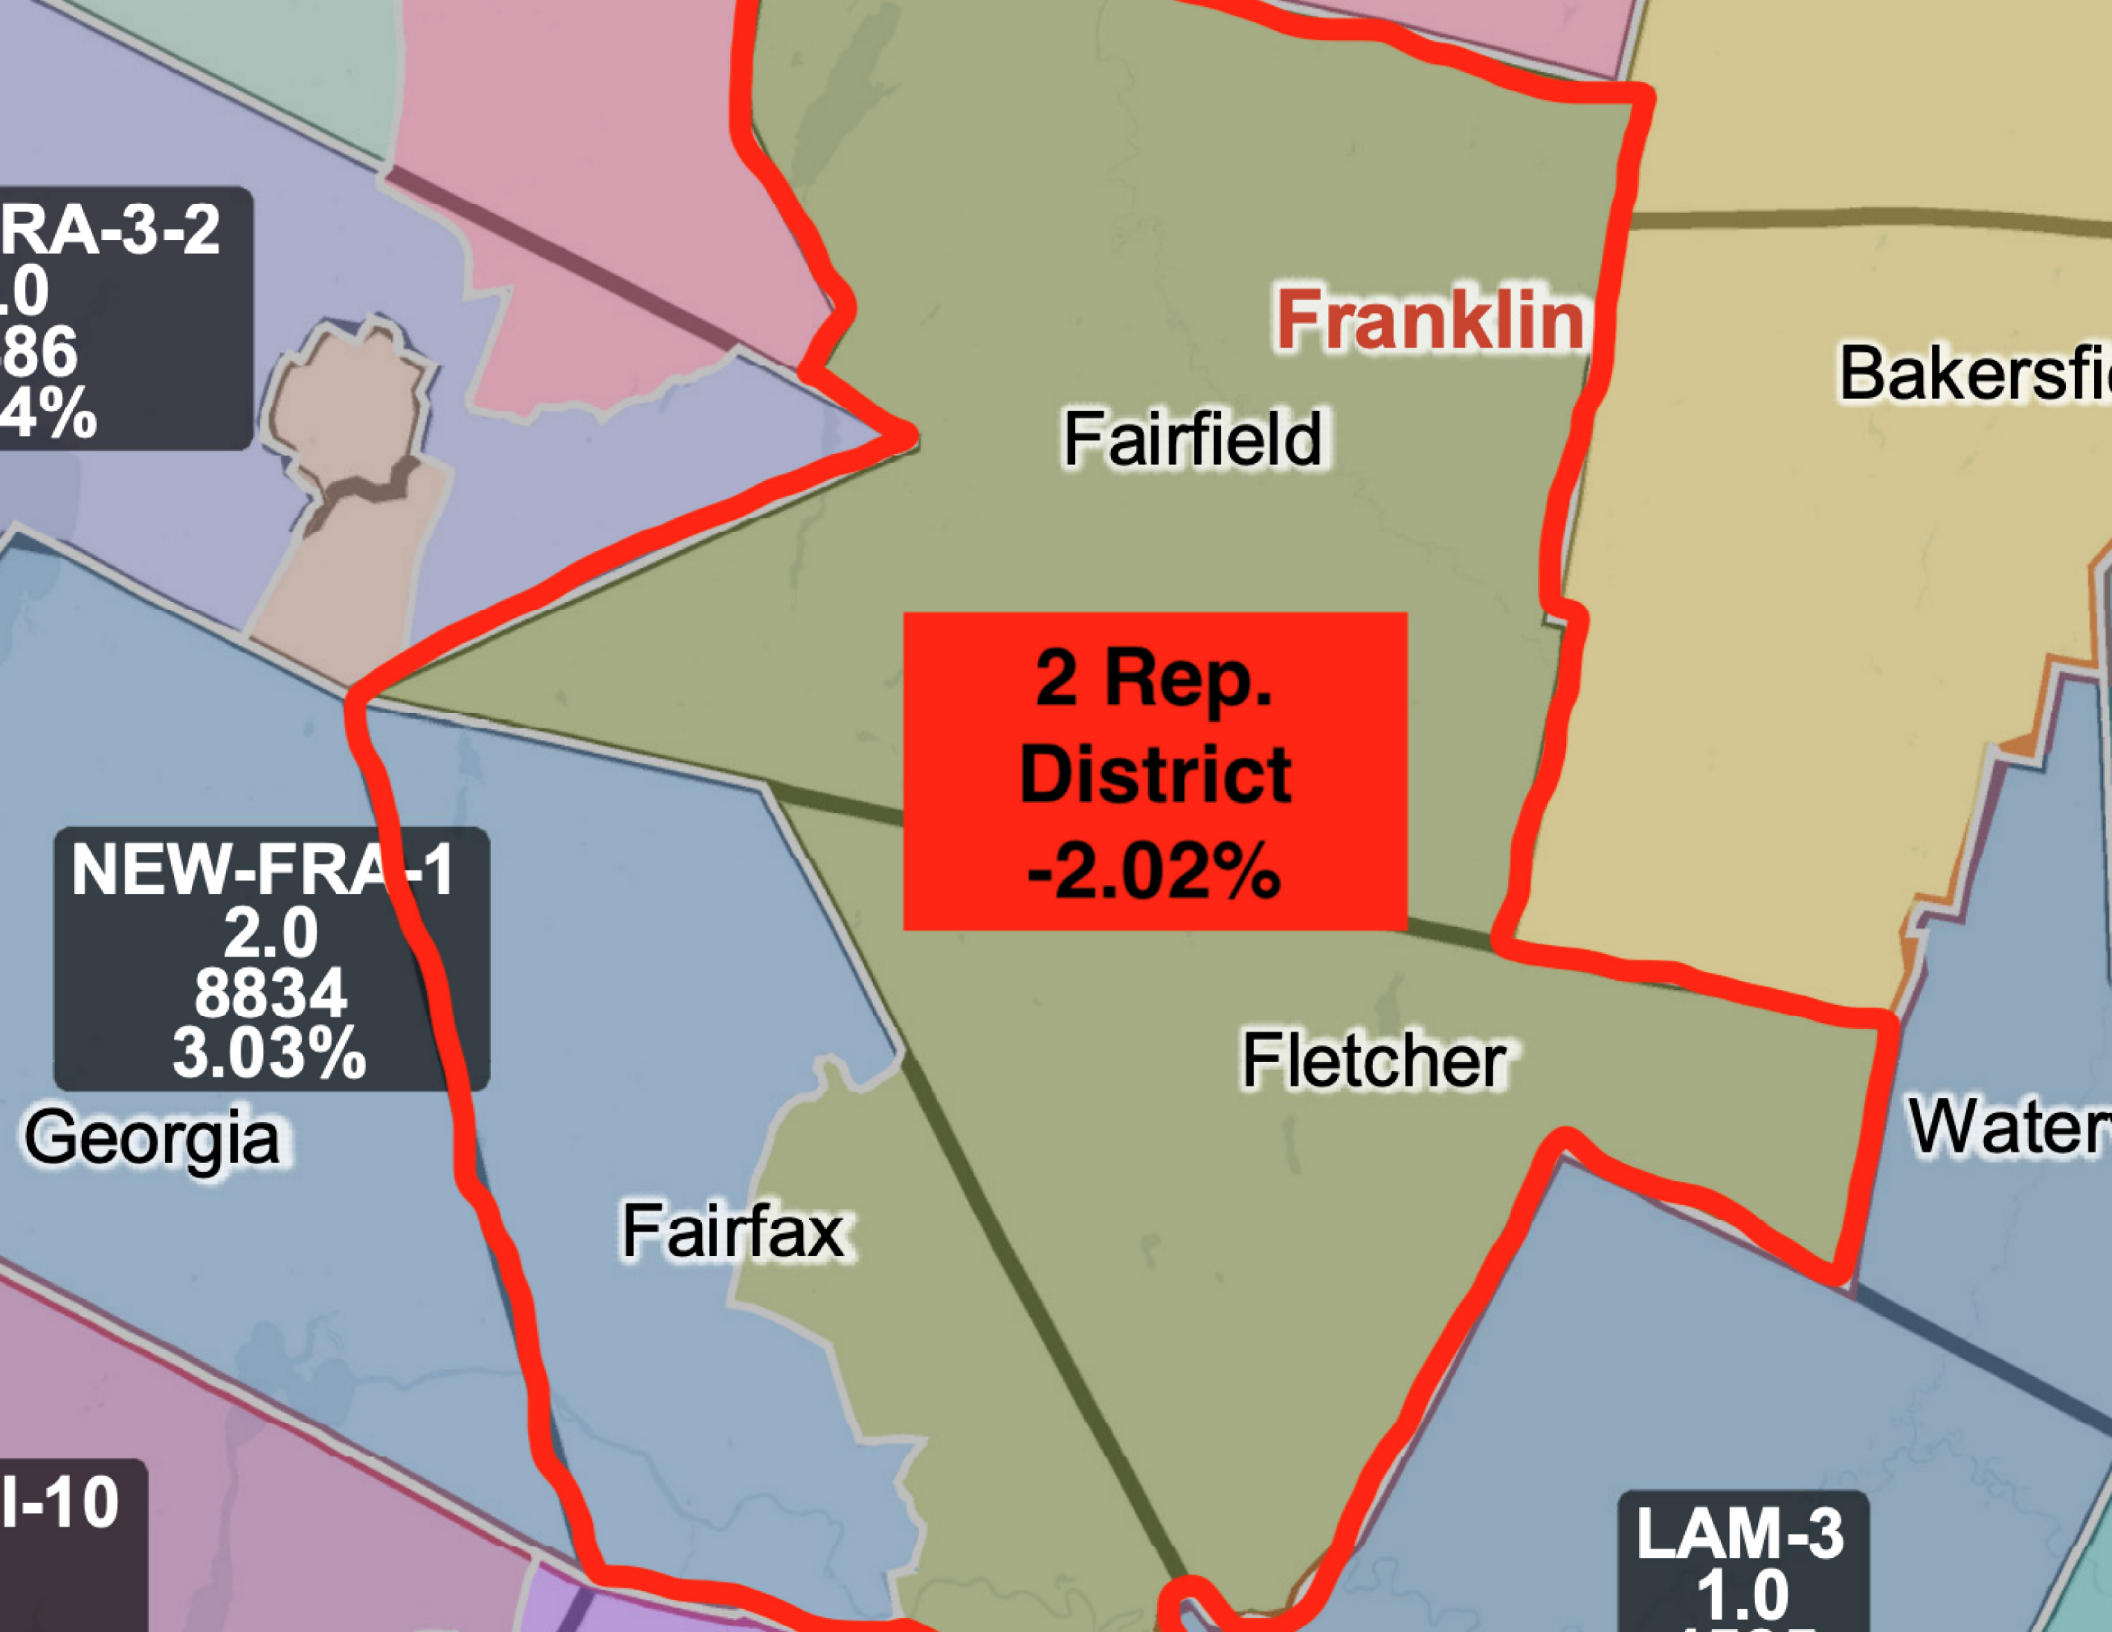 RA-3-2
.0
86
4%
Franklin
Bakersfi
Fairfield
2 Rep.
District
-2.02%
NEW-FRA-1
2.0
8834
3.03%
Georgia
Fletcher
Water
Fairfax
I-10
LAM-3
1.0